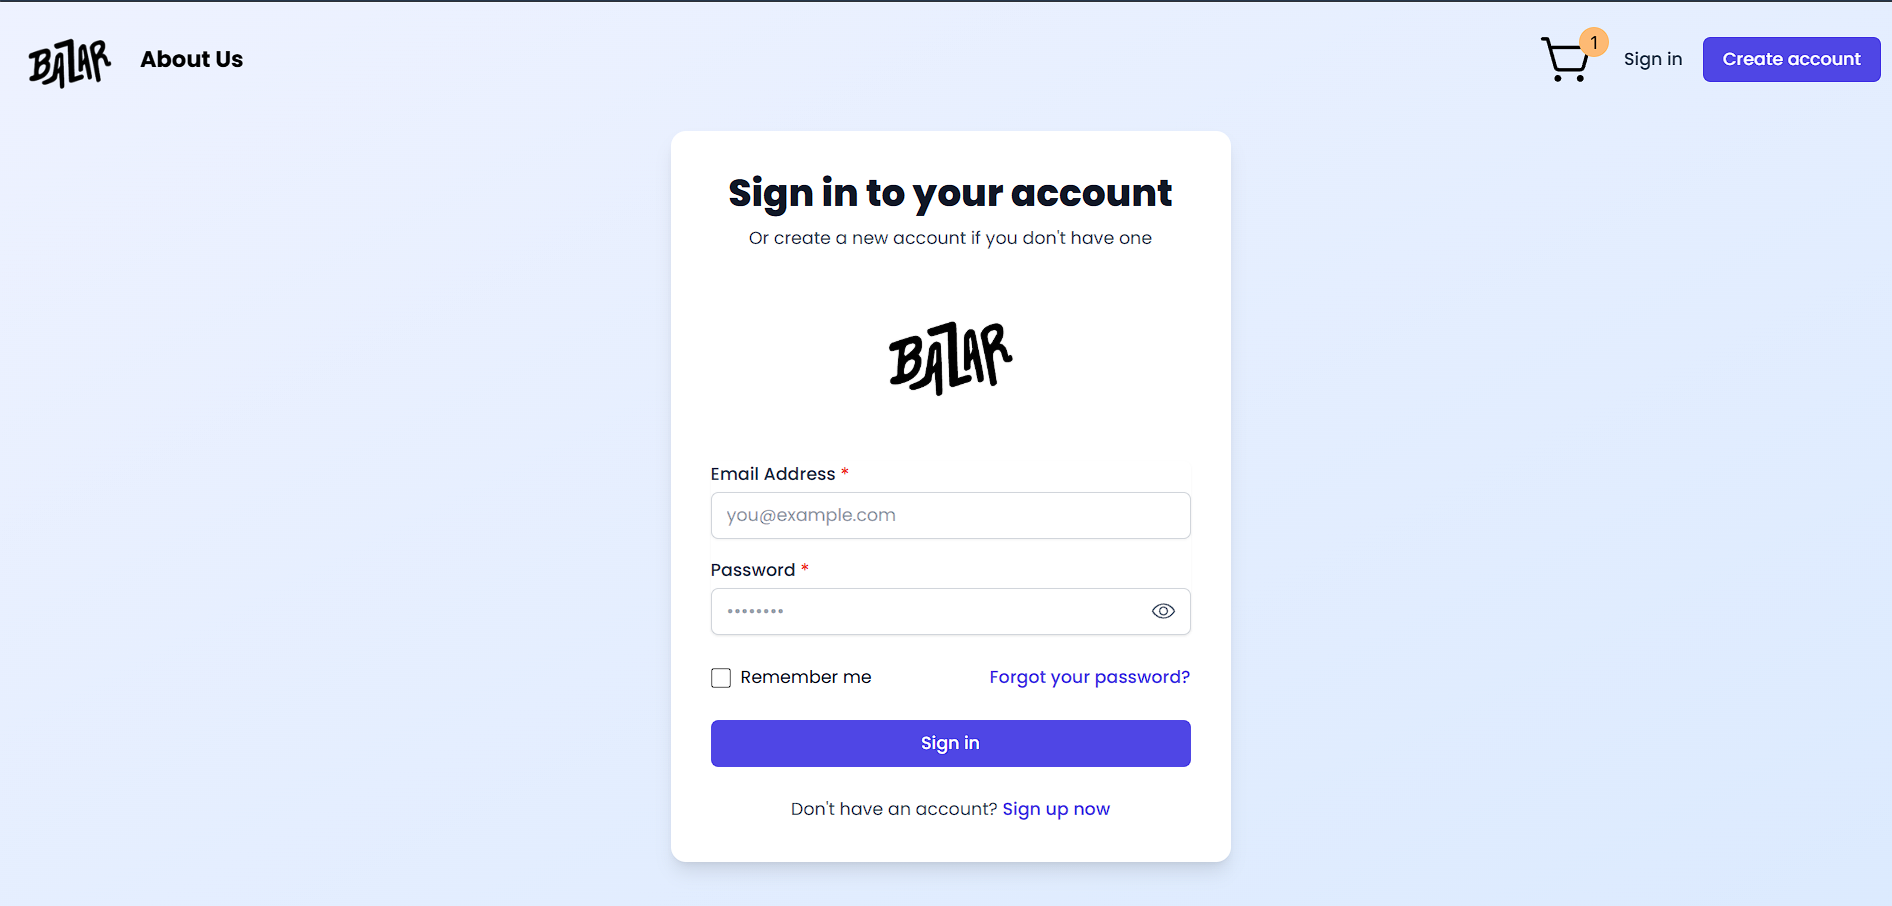 BAZAR About Us 1 Sign in Create account
Sign in to your account
Or create a new account if you don't have one
BAZAR
Email Address *
you@example.com
Password *
••••••••
Remember me Forgot your password?
Sign in
Don't have an account? Sign up now